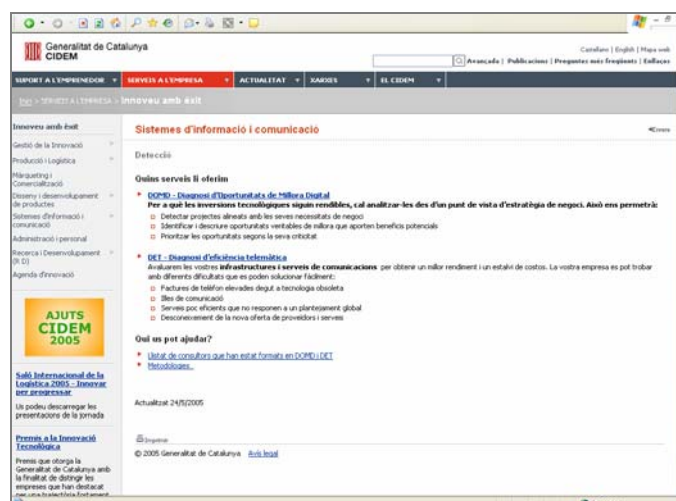 Generalitat de Catalunya
CIDEM
Castellano | English | Mapa web
Avançada | Publicacions | Preguntes més freqüents | Enllaços
SUPORT A L'EMPRENEDOR
SERVEIS A L'EMPRESA
ACTUALITAT
XARXES
EL CIDEM
Inici > SERVEIS A L'EMPRESA > Innoveu amb èxit
Innoveu amb èxit
Gestió de la Innovació
Producció i Logística
Màrqueting i
Comercialització
Disseny i desenvolupament
de productes
Sistemes d'informació i
comunicació
Administració i personal
Recerca i Desenvolupament
(R D)
Agenda d'innovació
AJUTS
CIDEM
2005
Saló Internacional de la
Logística 2005 - Innovar
per progressar
Us podeu descarregar les
presentacions de la jornada
Premis a la Innovació
Tecnològica
Premis que otorga la
Generalitat de Catalunya amb
la finalitat de distingir les
empreses que han destacat
per una trajectòria fortament
Sistemes d'informació i comunicació
Detecció
Quins serveis li oferim
DOMD - Diagnosi d'Oportunitats de Millora Digital
Per a què les inversions tecnològiques siguin rendibles, cal analitzar-les des d'un punt de vista d'estratègia de negoci. Això ens permetrà:
Detectar projectes alineats amb les seves necessitats de negoci
Identificar i descriure oportunitats ventables de millora que aporten beneficis potencials
Prioritzar les oportunitats segons la seva criticitat
DET - Diagnosi d'eficiència telemàtica
Avaluarem les vostres infrastructures i serveis de comunicacions per obtenir un millor rendiment i un estalvi de costos. La vostra empresa es pot trobar
amb diferents dificultats que es poden solucionar fàcilment:
Factures de telèfon elevades degut a tecnologia obsoleta
Illes de comunicació
Serveis poc eficients que no responen a un plantejament global
Desconeixement de la nova oferta de proveïdors i serveis
Qui us pot ajudar?
Llistat de consultors que han estat formats en DOMD i DET
Metodologies
Actualitzat 24/5/2005
Imprimir
© 2005 Generalitat de Catalunya Avís legal